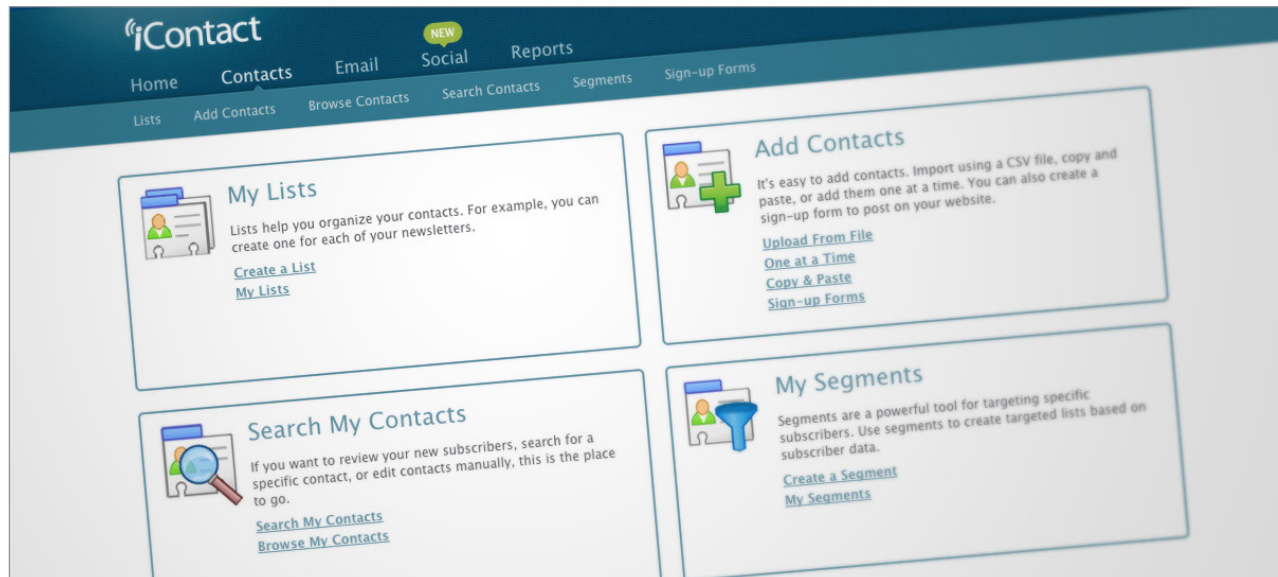 iContact
NEW
Home Contacts Email Social Reports
Lists Add Contacts Browse Contacts Search Contacts Segments Sign-up Forms
My Lists
Lists help you organize your contacts. For example, you can
create one for each of your newsletters.
Create a List
My Lists
Add Contacts
It's easy to add contacts. Import using a CSV file, copy and
paste, or add them one at a time. You can also create a
sign-up form to post on your website.
Upload From File
One at a Time
Copy & Paste
Sign-up Forms
Search My Contacts
If you want to review your new subscribers, search for a
specific contact, or edit contacts manually, this is the place
to go.
Search My Contacts
Browse My Contacts
My Segments
Segments are a powerful tool for targeting specific
subscribers. Use segments to create targeted lists based on
subscriber data.
Create a Segment
My Segments